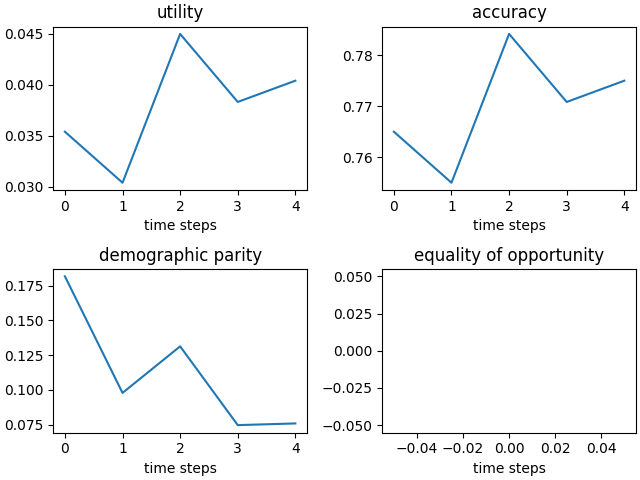 utility
accuracy
0.045
0.040
0.035
0.030
0 1 2 3 4
time steps
0.78
0.77
0.76
0 1 2 3 4
time steps
demographic parity
equality of opportunity
0.175
0.150
0.125
0.100
0.075
0 1 2 3 4
time steps
0.050
0.025
0.000
−0.025
−0.050
−0.04 −0.02 0.00 0.02 0.04
time steps